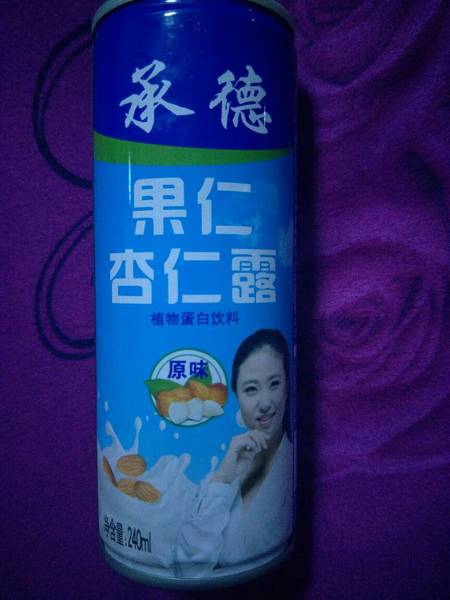 承德
果仁
杏仁露
植物蛋白饮料
原味
净含量:240ml